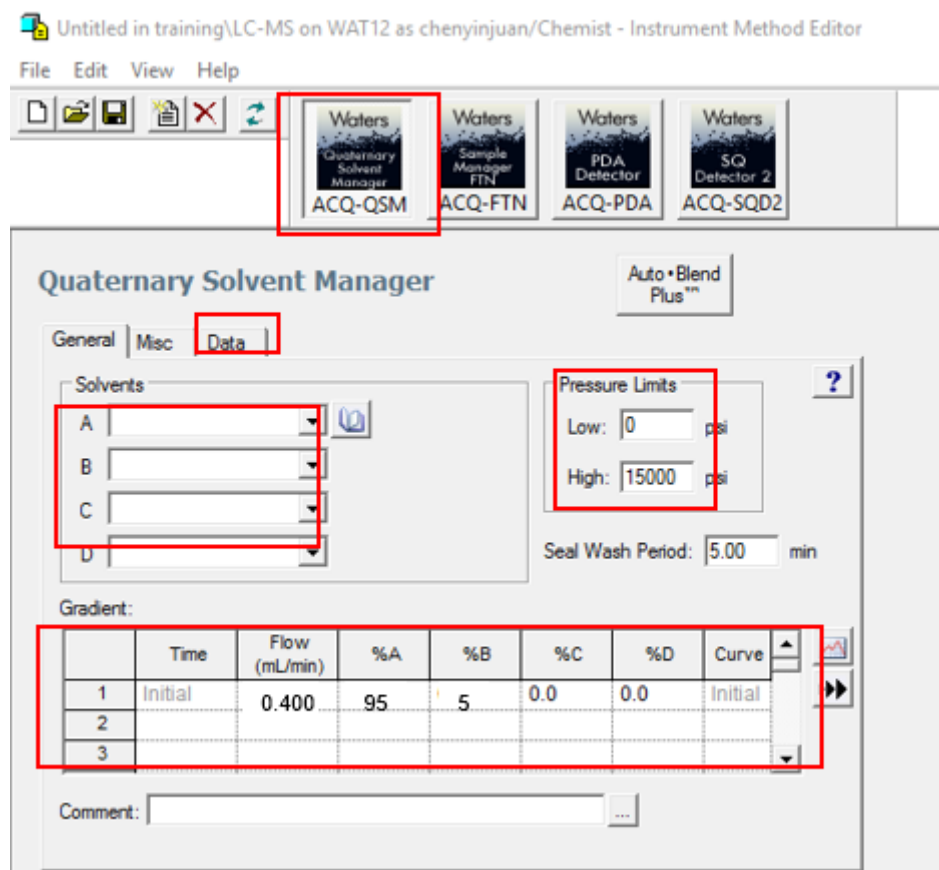 Untitled in training\LC-MS on WAT12 as chenyinjuan/Chemist - Instrument Method Editor
File Edit View Help
Waters Quaternary Solvent Manager ACQ-QSM
Waters Sample Manager FTN ACQ-FTN
Waters PDA Detector ACQ-PDA
Waters SQ Detector 2 ACQ-SQD2
Quaternary Solvent Manager
Auto•Blend Plus™
General Misc Data
Solvents
Pressure Limits
?
A
Low: 0 psi
B
High: 15000 psi
C
D
Seal Wash Period: 5.00 min
Gradient:
Time Flow (mL/min) %A %B %C %D Curve
1 Initial 0.400 95 5 0.0 0.0 Initial
2
3
Comment: ...